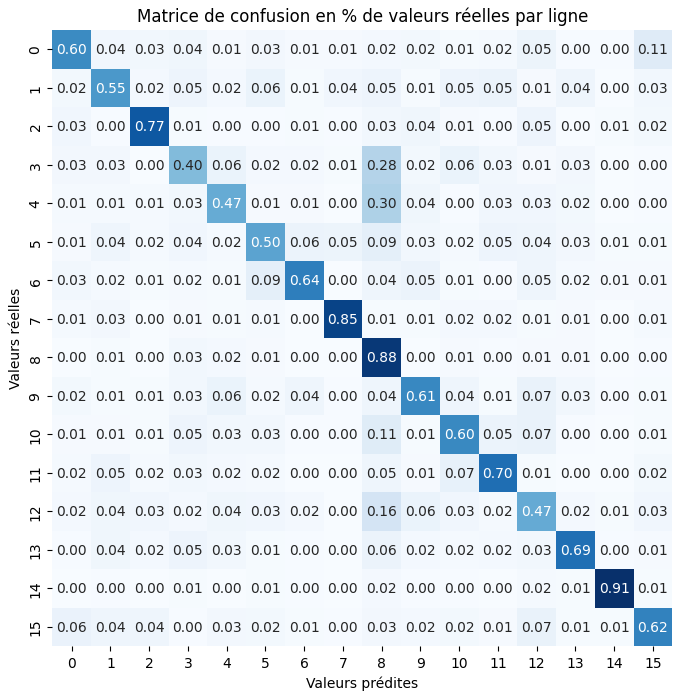 Matrice de confusion en % de valeurs réelles par ligne
0 0.60 0.04 0.03 0.04 0.01 0.03 0.01 0.01 0.02 0.02 0.01 0.02 0.05 0.00 0.00 0.11
1 0.02 0.55 0.02 0.05 0.02 0.06 0.01 0.04 0.05 0.01 0.05 0.05 0.01 0.04 0.00 0.03
2 0.03 0.00 0.77 0.01 0.00 0.00 0.01 0.00 0.03 0.04 0.01 0.00 0.05 0.00 0.01 0.02
3 0.03 0.03 0.00 0.40 0.06 0.02 0.02 0.01 0.28 0.02 0.06 0.03 0.01 0.03 0.00 0.00
4 0.01 0.01 0.01 0.03 0.47 0.01 0.01 0.00 0.30 0.04 0.00 0.03 0.03 0.02 0.00 0.00
5 0.01 0.04 0.02 0.04 0.02 0.50 0.06 0.05 0.09 0.03 0.02 0.05 0.04 0.03 0.01 0.01
6 0.03 0.02 0.01 0.02 0.01 0.09 0.64 0.00 0.04 0.05 0.01 0.00 0.05 0.02 0.01 0.01
7 0.01 0.03 0.00 0.01 0.01 0.01 0.00 0.85 0.01 0.01 0.02 0.02 0.01 0.01 0.00 0.01
8 0.00 0.01 0.00 0.03 0.02 0.01 0.00 0.00 0.88 0.00 0.01 0.00 0.01 0.01 0.00 0.00
9 0.02 0.01 0.01 0.03 0.06 0.02 0.04 0.00 0.04 0.61 0.04 0.01 0.07 0.03 0.00 0.01
10 0.01 0.01 0.01 0.05 0.03 0.03 0.00 0.00 0.11 0.01 0.60 0.05 0.07 0.00 0.00 0.01
11 0.02 0.05 0.02 0.03 0.02 0.02 0.00 0.00 0.05 0.01 0.07 0.70 0.01 0.00 0.00 0.02
12 0.02 0.04 0.03 0.02 0.04 0.03 0.02 0.00 0.16 0.06 0.03 0.02 0.47 0.02 0.01 0.03
13 0.00 0.04 0.02 0.05 0.03 0.01 0.00 0.00 0.06 0.02 0.02 0.02 0.03 0.69 0.00 0.01
14 0.00 0.00 0.00 0.01 0.00 0.01 0.00 0.00 0.02 0.00 0.00 0.00 0.02 0.01 0.91 0.01
15 0.06 0.04 0.04 0.00 0.03 0.02 0.01 0.00 0.03 0.02 0.02 0.01 0.07 0.01 0.01 0.62
0 1 2 3 4 5 6 7 8 9 10 11 12 13 14 15
Valeurs prédites
Valeurs réelles